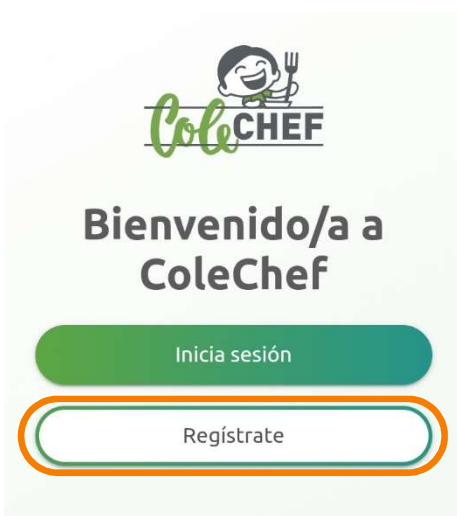 ColeCHEF
Bienvenido/a a
ColeChef
Inicia sesión
Regístrate